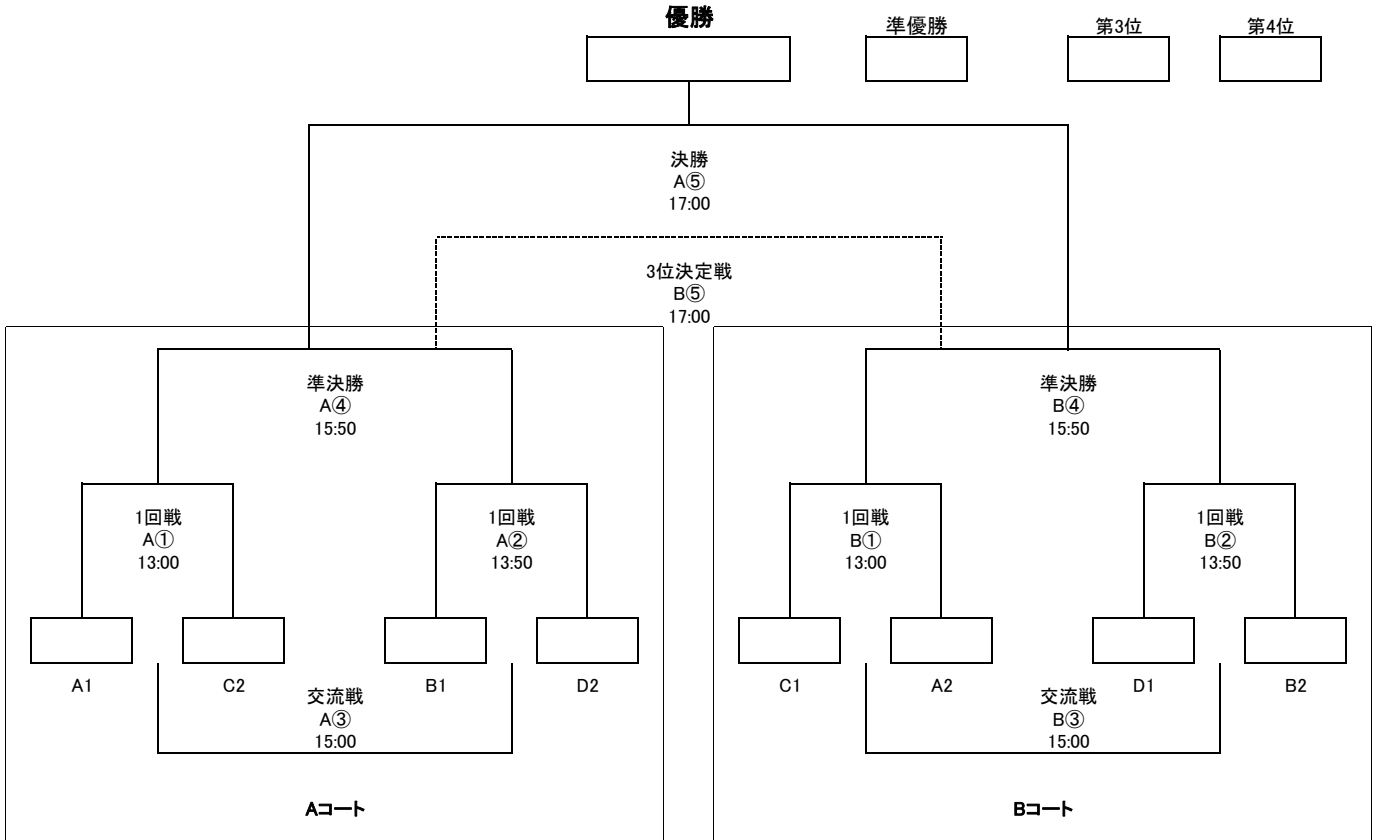 優勝
準優勝
第3位
第4位
決勝
A⑤
17:00
3位決定戦
B⑤
17:00
準決勝
A④
15:50
準決勝
B④
15:50
1回戦
A①
13:00
1回戦
A②
13:50
1回戦
B①
13:00
1回戦
B②
13:50
A1
C2
B1
D2
C1
A2
D1
B2
交流戦
A③
15:00
交流戦
B③
15:00
Aコート
Bコート